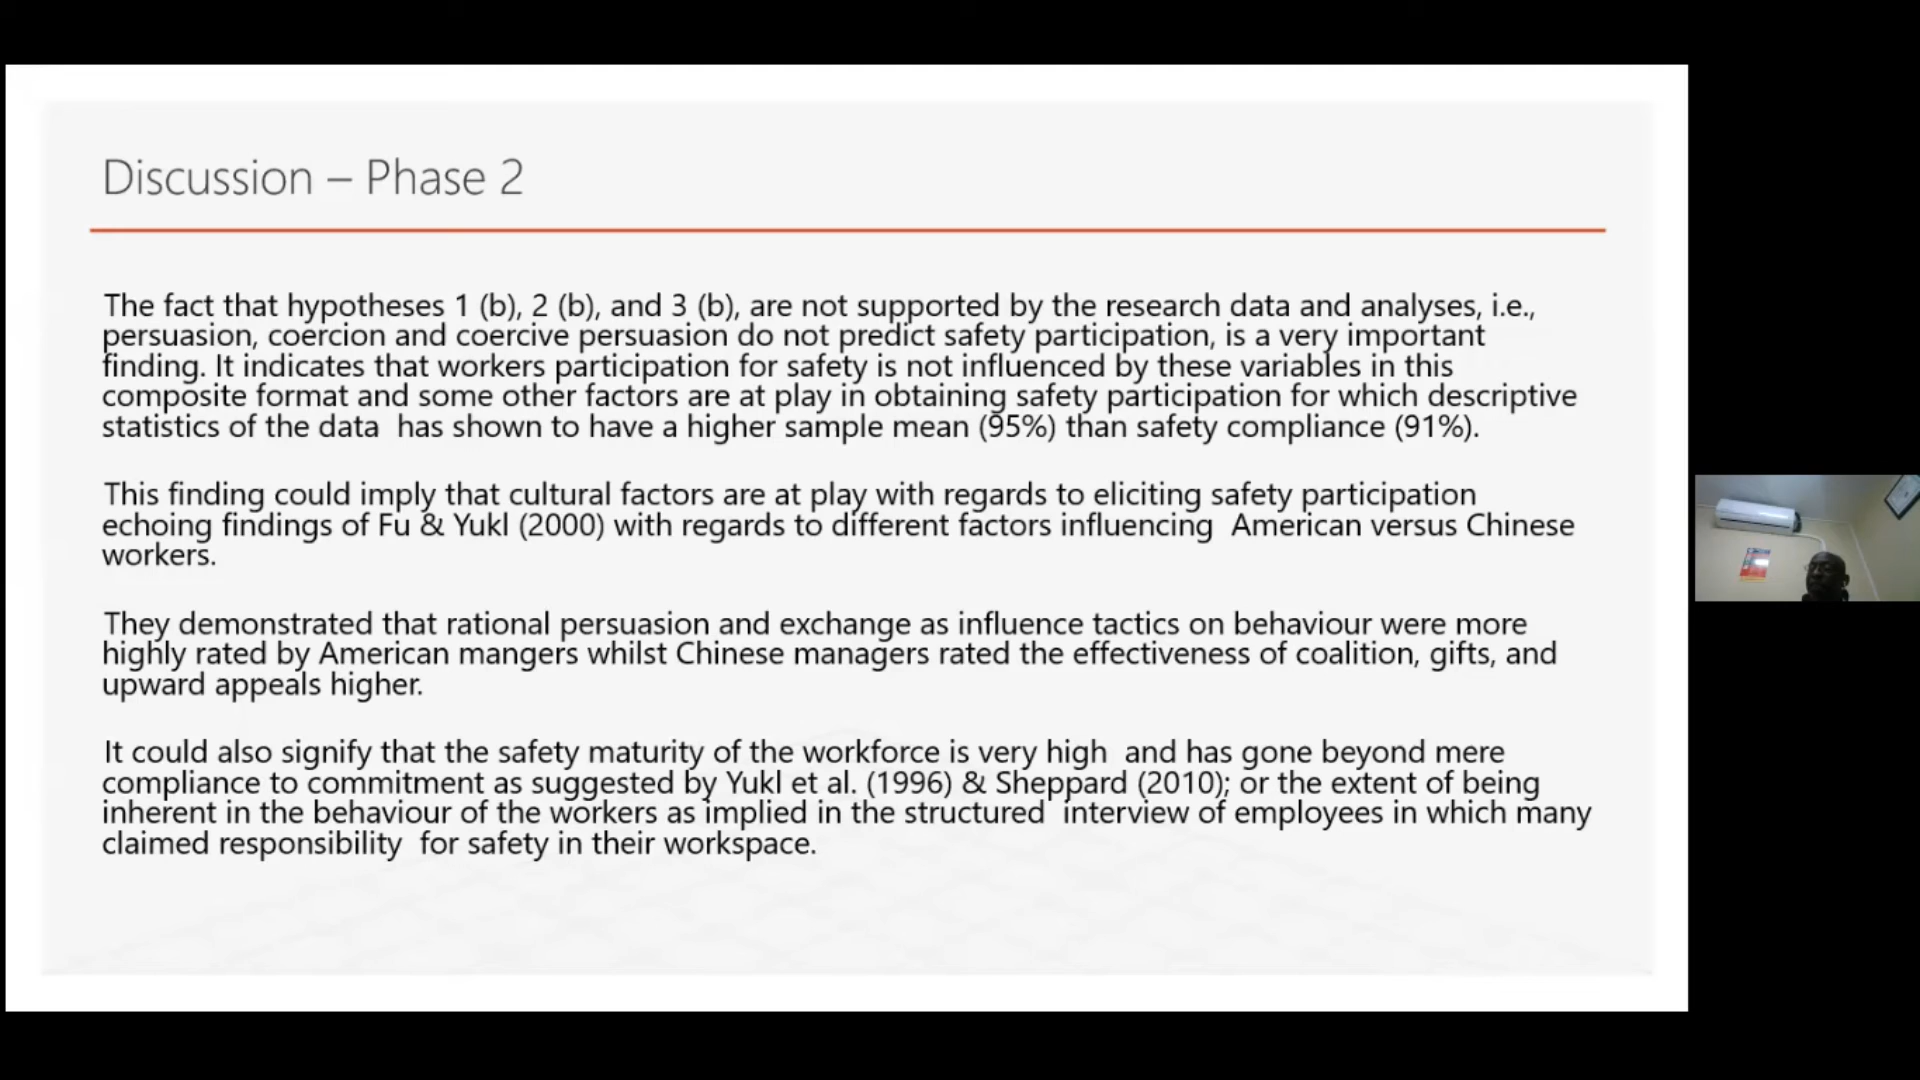 Discussion – Phase 2
The fact that hypotheses 1 (b), 2 (b), and 3 (b), are not supported by the research data and analyses, i.e.,
persuasion, coercion and coercive persuasion do not predict safety participation, is a very important
finding. It indicates that workers participation for safety is not influenced by these variables in this
composite format and some other factors are at play in obtaining safety participation for which descriptive
statistics of the data  has shown to have a higher sample mean (95%) than safety compliance (91%).
This finding could imply that cultural factors are at play with regards to eliciting safety participation
echoing findings of Fu & Yukl (2000) with regards to different factors influencing  American versus Chinese
workers.
They demonstrated that rational persuasion and exchange as influence tactics on behaviour were more
highly rated by American mangers whilst Chinese managers rated the effectiveness of coalition, gifts, and
upward appeals higher.
It could also signify that the safety maturity of the workforce is very high  and has gone beyond mere
compliance to commitment as suggested by Yukl et al. (1996) & Sheppard (2010); or the extent of being
inherent in the behaviour of the workers as implied in the structured  interview of employees in which many
claimed responsibility  for safety in their workspace.